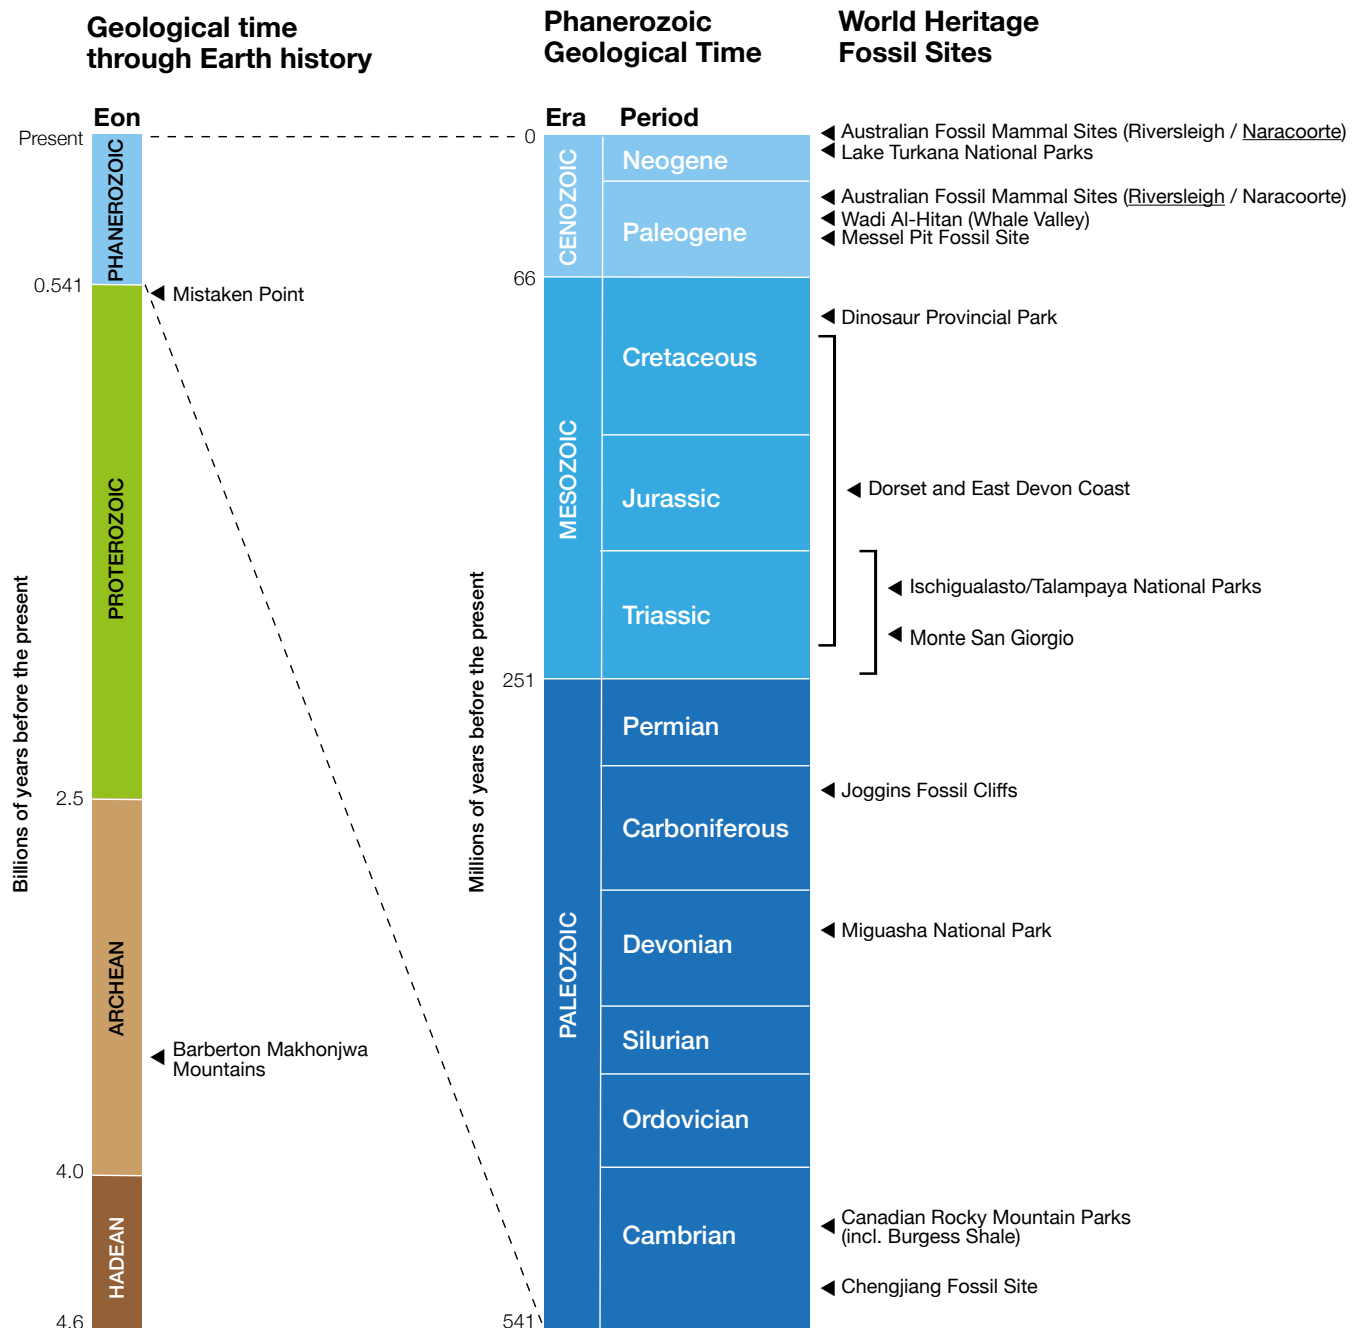 Geological time
through Earth history
Eon
Present
PHANEROZOIC
0.541
Mistaken Point
PROTEROZOIC
Billions of years before the present
2.5
ARCHEAN
Barberton Makhonjwa
Mountains
4.0
HADEAN
4.6
Phanerozoic
Geological Time
Era
Period
0
CENOZOIC
Neogene
Paleogene
66
MESOZOIC
Cretaceous
Jurassic
Triassic
Millions of years before the present
251
PALEOZOIC
Permian
Carboniferous
Devonian
Silurian
Ordovician
Cambrian
541
World Heritage
Fossil Sites
Australian Fossil Mammal Sites (Riversleigh / Naracoorte)
Lake Turkana National Parks
Australian Fossil Mammal Sites (Riversleigh / Naracoorte)
Wadi Al-Hitan (Whale Valley)
Messel Pit Fossil Site
Dinosaur Provincial Park
Dorset and East Devon Coast
Ischigualasto/Talampaya National Parks
Monte San Giorgio
Joggins Fossil Cliffs
Miguasha National Park
Canadian Rocky Mountain Parks
(incl. Burgess Shale)
Chengjiang Fossil Site